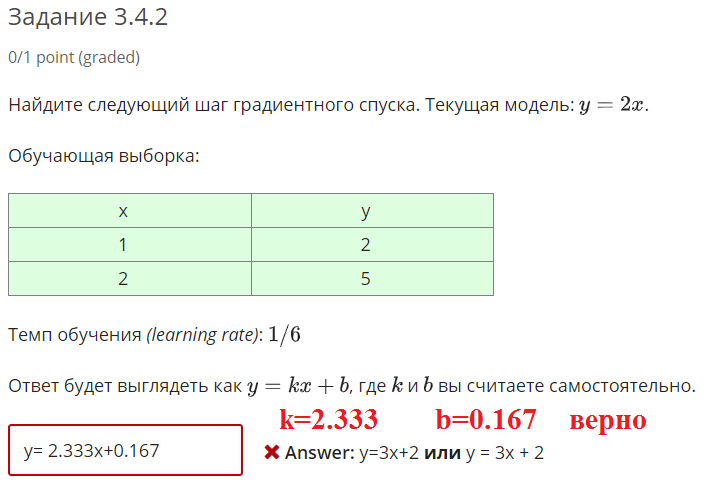 Задание 3.4.2
0/1 point (graded)
Найдите следующий шаг градиентного спуска. Текущая модель: y = 2x.
Обучающая выборка:
x y
1 2
2 5
Темп обучения (learning rate): 1/6
Ответ будет выглядеть как y = kx + b, где k и b вы считаете самостоятельно.
k=2.333 b=0.167 верно
y= 2.333x+0.167 ✖ Answer: y=3x+2 или y = 3x + 2